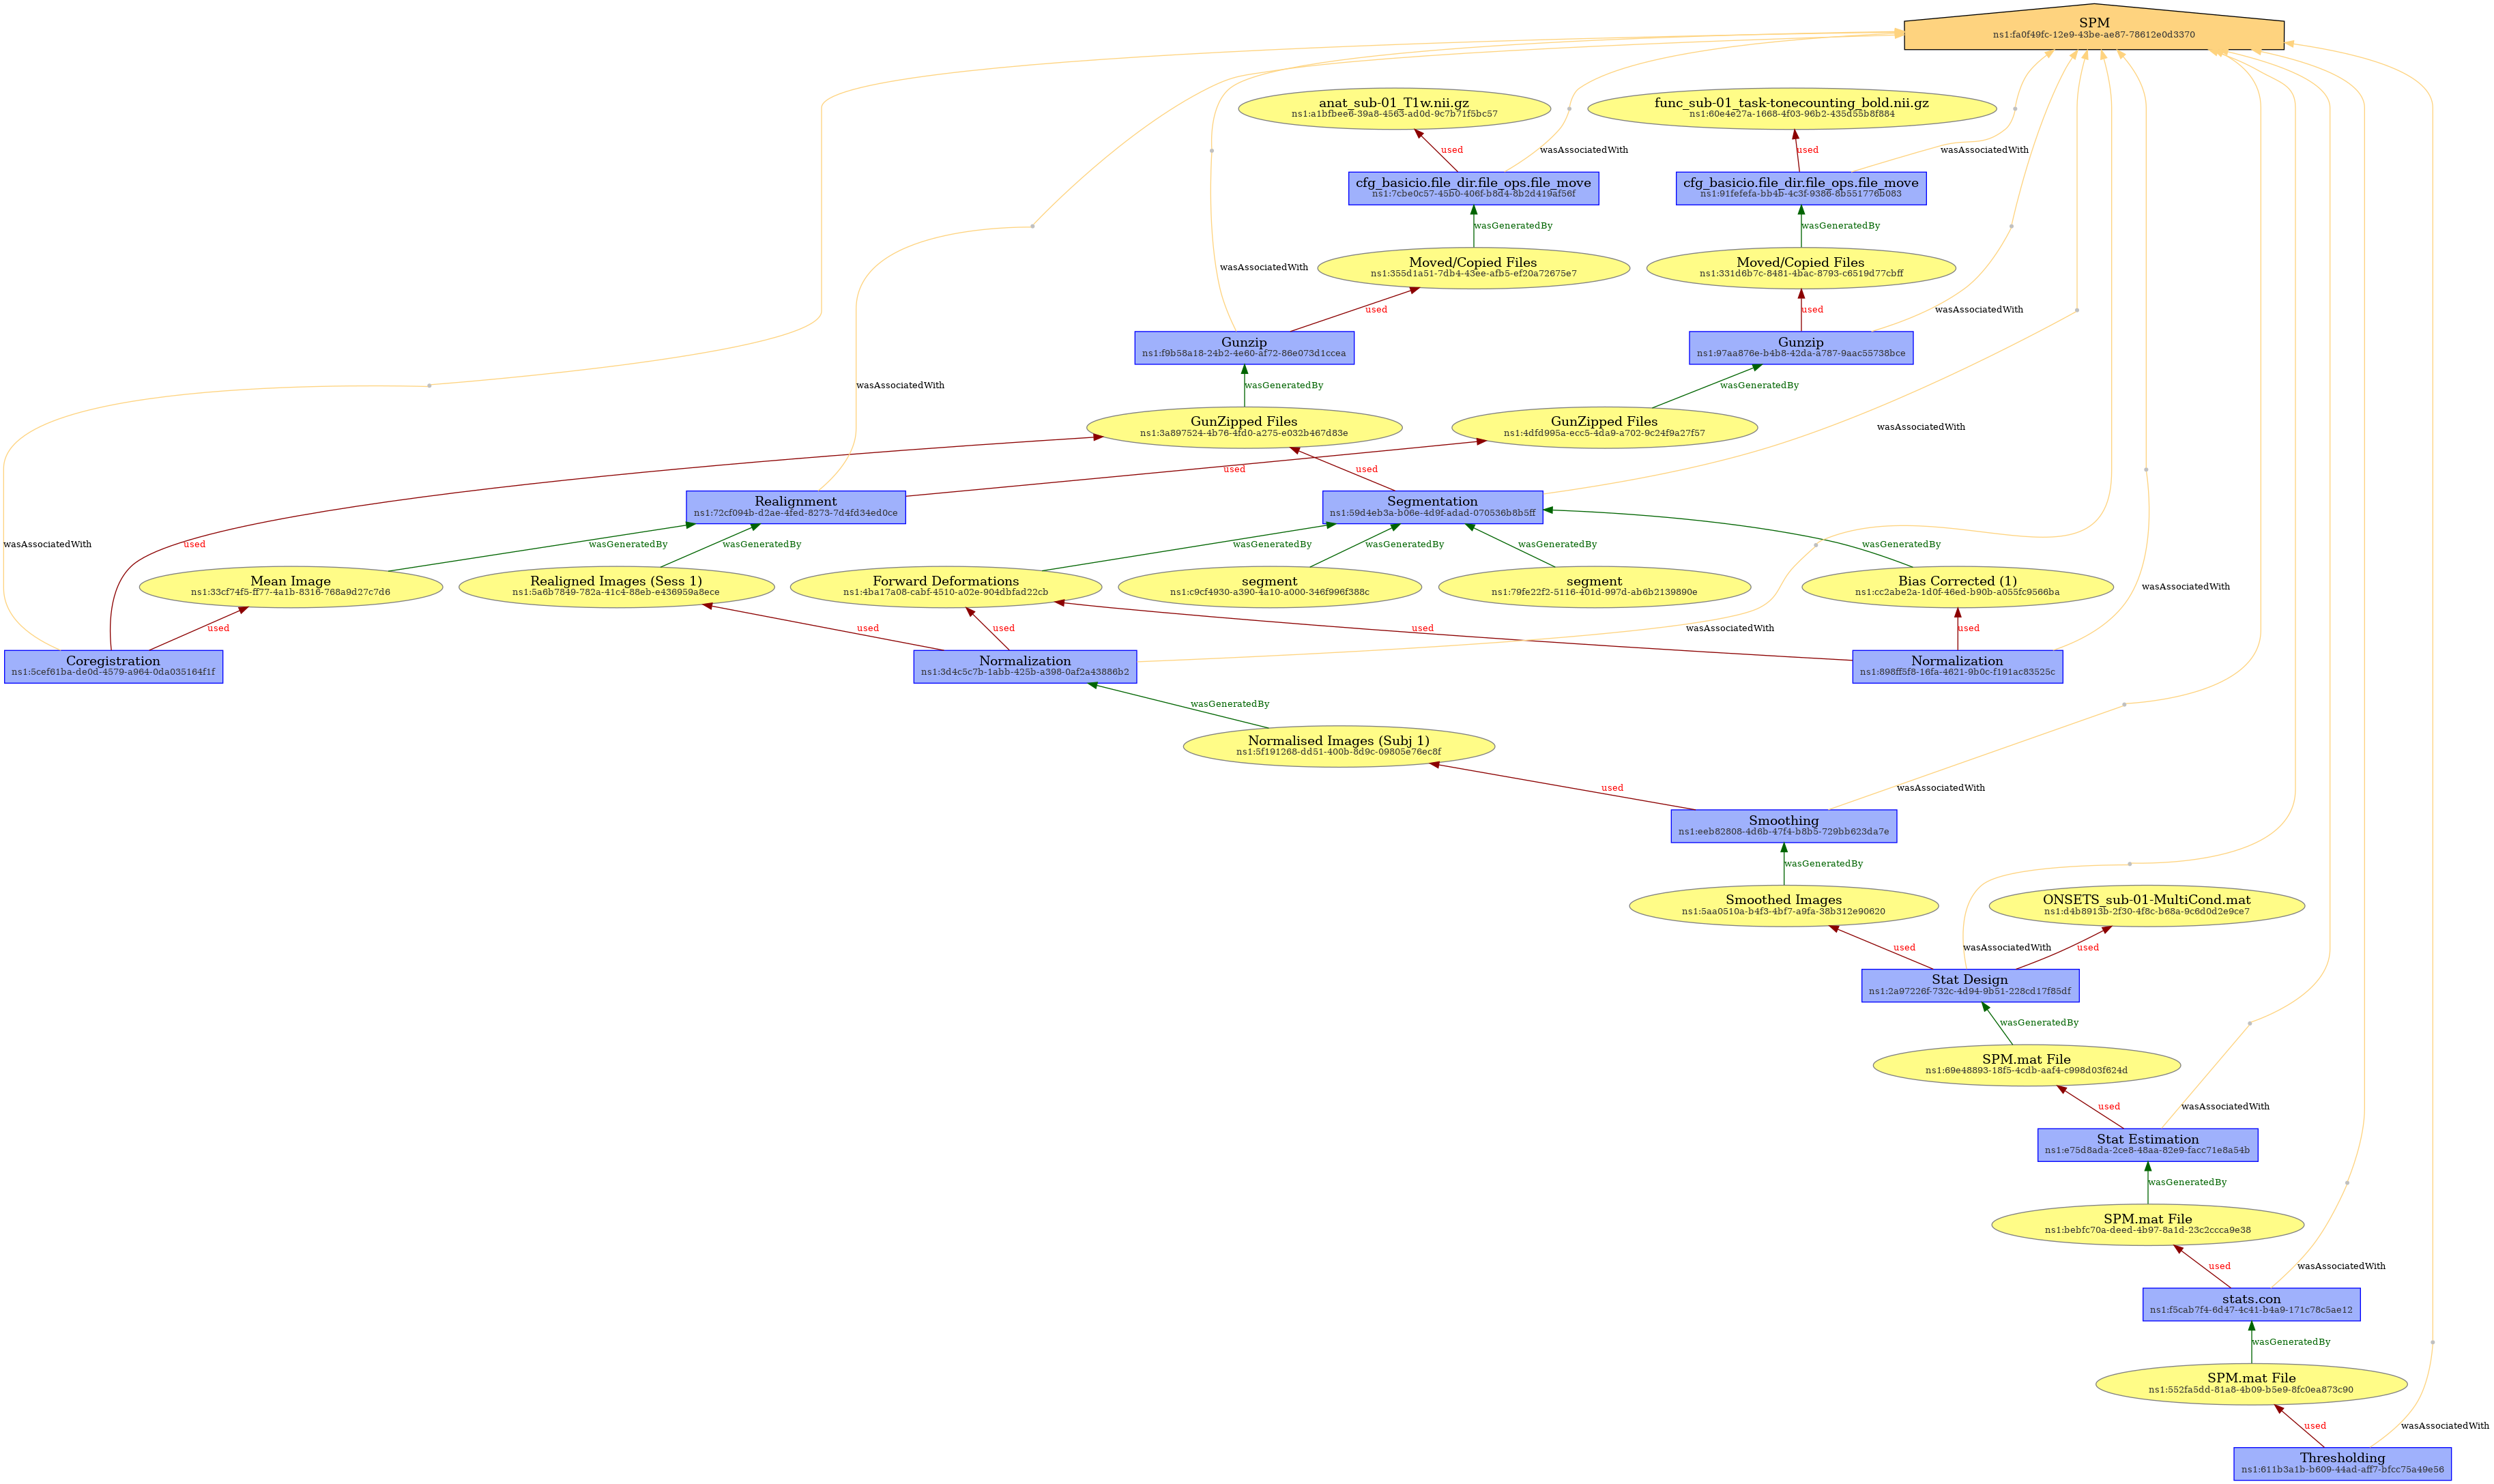 SPM
ns1:fa0f49fc-12e9-43be-ae87-78612e0d3370
anat_sub-01_T1w.nii.gz
ns1:a1bfbee6-39a8-4563-ad0d-9c7b71f5bc57
func_sub-01_task-tonecounting_bold.nii.gz
ns1:60e4e27a-1668-4f03-96b2-435d55b8f884
used
wasAssociatedWith
used
wasAssociatedWith
cfg_basicio.file_dir.file_ops.file_move
ns1:7cbe0c57-45b0-406f-b8d4-8b2d419af56f
cfg_basicio.file_dir.file_ops.file_move
ns1:91fefefa-bb4b-4c3f-9386-8b551776b083
wasGeneratedBy
wasGeneratedBy
wasAssociatedWith
Moved/Copied Files
ns1:355d1a51-7db4-43ee-afb5-ef20a72675e7
Moved/Copied Files
ns1:331d6b7c-8481-4bac-8793-c6519d77cbff
used
used
wasAssociatedWith
Gunzip
ns1:f9b58a18-24b2-4e60-af72-86e073d1ccea
Gunzip
ns1:97aa876e-b4b8-42da-a787-9aac55738bce
wasAssociatedWith
wasGeneratedBy
wasGeneratedBy
GunZipped Files
ns1:3a897524-4b76-4fd0-a275-e032b467d83e
GunZipped Files
ns1:4dfd995a-ecc5-4da9-a702-9c24f9a27f57
wasAssociatedWith
used
used
Realignment
ns1:72cf094b-d2ae-4fed-8273-7d4fd34ed0ce
Segmentation
ns1:59d4eb3a-b06e-4d9f-adad-070536b8b5ff
wasAssociatedWith
used
wasGeneratedBy
wasGeneratedBy
wasGeneratedBy
wasGeneratedBy
wasGeneratedBy
wasGeneratedBy
Mean Image
ns1:33cf74f5-ff77-4a1b-8316-768a9d27c7d6
Realigned Images (Sess 1)
ns1:5a6b7849-782a-41c4-88eb-e436959a8ece
Forward Deformations
ns1:4ba17a08-cabf-4510-a02e-904dbfad22cb
segment
ns1:c9cf4930-a390-4a10-a000-346f996f388c
segment
ns1:79fe22f2-5116-401d-997d-ab6b2139890e
Bias Corrected (1)
ns1:cc2abe2a-1d0f-46ed-b90b-a055fc9566ba
wasAssociatedWith
used
used
used
used
wasAssociatedWith
used
Coregistration
ns1:5cef61ba-de0d-4579-a964-0da035164f1f
Normalization
ns1:3d4c5c7b-1abb-425b-a398-0af2a43886b2
Normalization
ns1:898ff5f8-16fa-4621-9b0c-f191ac83525c
wasGeneratedBy
Normalised Images (Subj 1)
ns1:5f191268-dd51-400b-8d9c-09805e76ec8f
used
wasAssociatedWith
Smoothing
ns1:eeb82808-4d6b-47f4-b8b5-729bb623da7e
wasGeneratedBy
Smoothed Images
ns1:5aa0510a-b4f3-4bf7-a9fa-38b312e90620
ONSETS_sub-01-MultiCond.mat
ns1:d4b8913b-2f30-4f8c-b68a-9c6d0d2e9ce7
used
wasAssociatedWith
used
Stat Design
ns1:2a97226f-732c-4d94-9b51-228cd17f85df
wasGeneratedBy
SPM.mat File
ns1:69e48893-18f5-4cdb-aaf4-c998d03f624d
used
wasAssociatedWith
Stat Estimation
ns1:e75d8ada-2ce8-48aa-82e9-facc71e8a54b
wasGeneratedBy
SPM.mat File
ns1:bebfc70a-deed-4b97-8a1d-23c2ccca9e38
used
wasAssociatedWith
stats.con
ns1:f5cab7f4-6d47-4c41-b4a9-171c78c5ae12
wasGeneratedBy
SPM.mat File
ns1:552fa5dd-81a8-4b09-b5e9-8fc0ea873c90
used
wasAssociatedWith
Thresholding
ns1:611b3a1b-b609-44ad-aff7-bfcc75a49e56